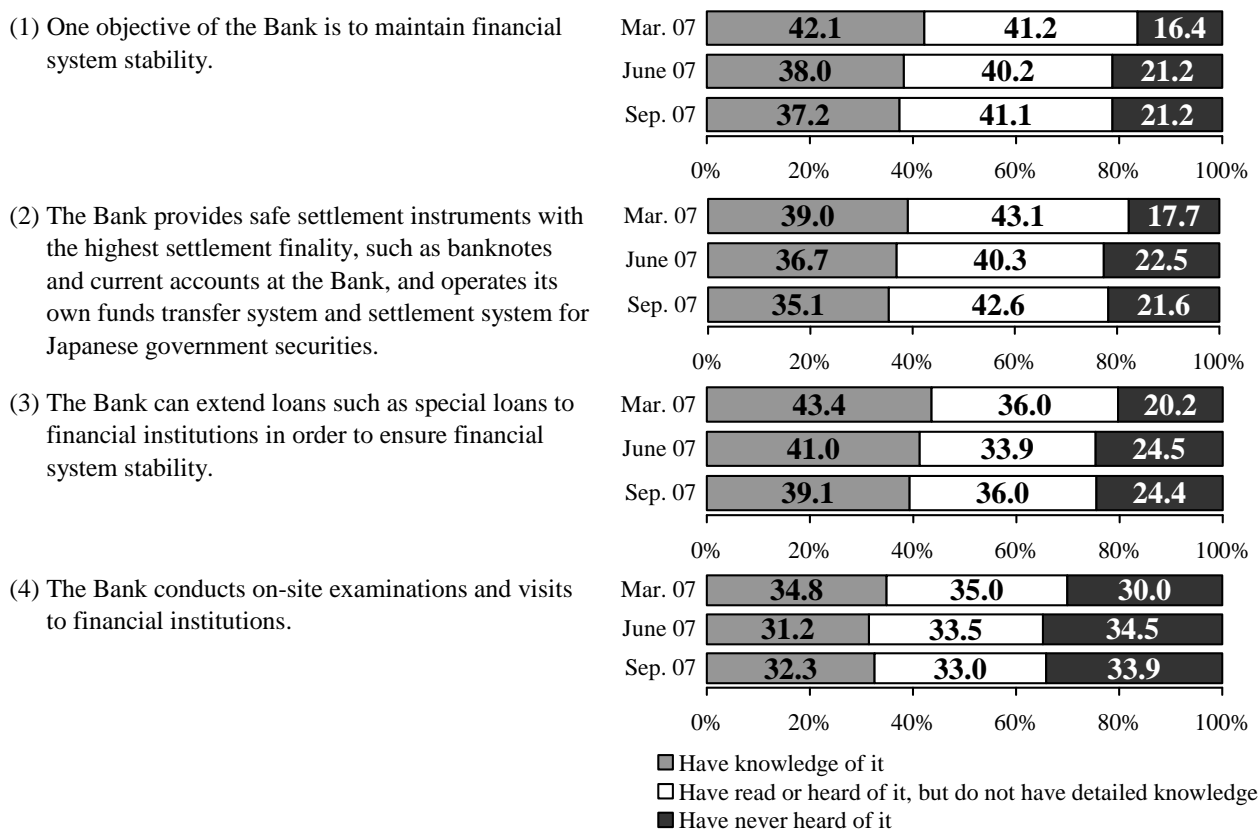 (1) One objective of the Bank is to maintain financial
system stability.
Mar. 07 42.1 41.2 16.4
June 07 38.0 40.2 21.2
Sep. 07 37.2 41.1 21.2
0% 20% 40% 60% 80% 100%
(2) The Bank provides safe settlement instruments with
the highest settlement finality, such as banknotes
and current accounts at the Bank, and operates its
own funds transfer system and settlement system for
Japanese government securities.
Mar. 07 39.0 43.1 17.7
June 07 36.7 40.3 22.5
Sep. 07 35.1 42.6 21.6
0% 20% 40% 60% 80% 100%
(3) The Bank can extend loans such as special loans to
financial institutions in order to ensure financial
system stability.
Mar. 07 43.4 36.0 20.2
June 07 41.0 33.9 24.5
Sep. 07 39.1 36.0 24.4
0% 20% 40% 60% 80% 100%
(4) The Bank conducts on-site examinations and visits
to financial institutions.
Mar. 07 34.8 35.0 30.0
June 07 31.2 33.5 34.5
Sep. 07 32.3 33.0 33.9
0% 20% 40% 60% 80% 100%
Have knowledge of it
Have read or heard of it, but do not have detailed knowledge
Have never heard of it